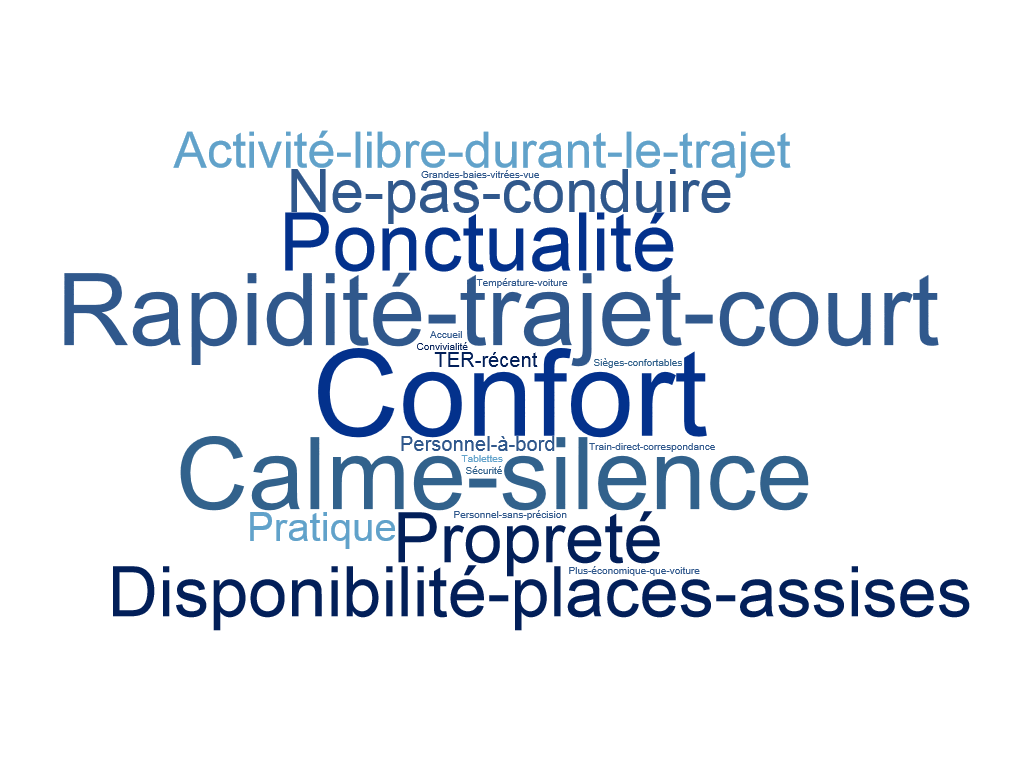 Activité-libre-durant-le-trajet
Grandes-baies-vitrées-vue
Ne-pas-conduire
Ponctualité
Température-voiture
Rapidité-trajet-court
Accueil
Convivialité
TER-récent
Sièges-confortables
Confort
Personnel-à-bord
Train-direct-correspondance
Tablettes
Sécurité
Calme-silence
Personnel-sans-précision
Pratique
Propreté
Plus-économique-que-voiture
Disponibilité-places-assises